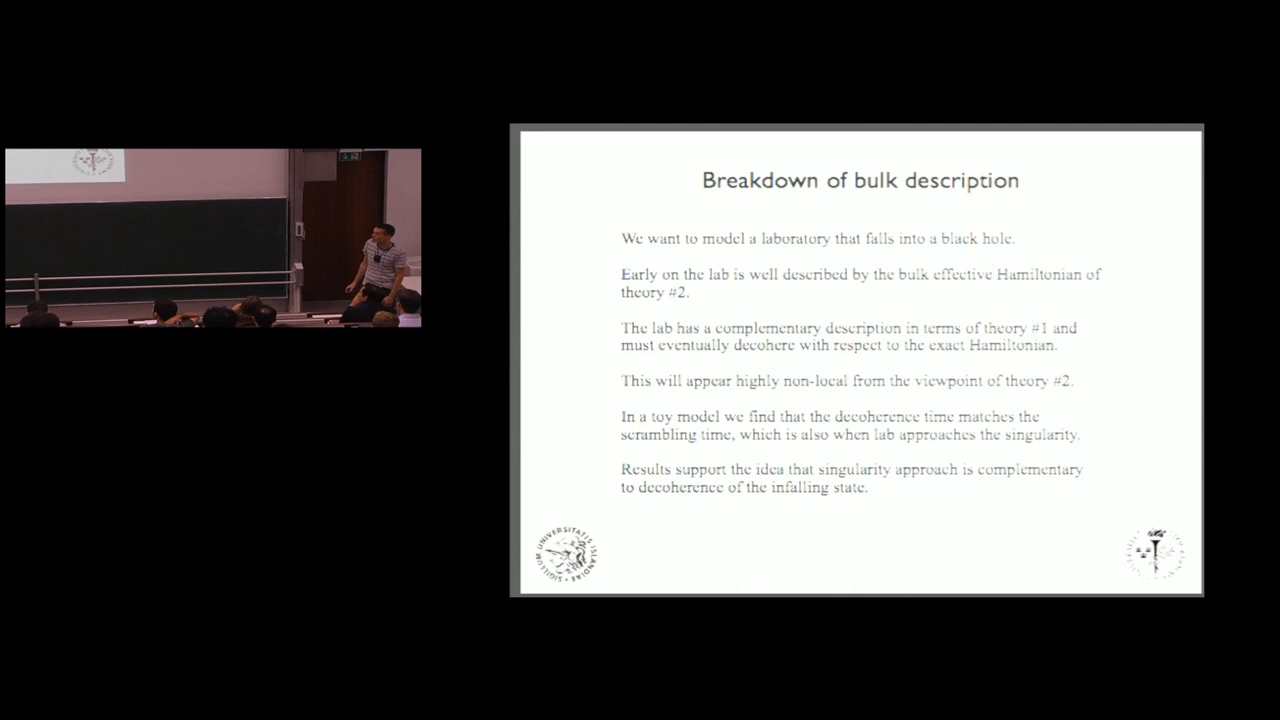 Breakdown of bulk description
We want to model a laboratory that falls into a black hole.
Early on the lab is well described by the bulk effective Hamiltonian of
theory #2.
The lab has a complementary description in terms of theory #1 and
must eventually decohere with respect to the exact Hamiltonian.
This will appear highly non-local from the viewpoint of theory #2.
In a toy model we find that the decoherence time matches the
scrambling time, which is also when lab approaches the singularity.
Results support the idea that singularity approach is complementary
to decoherence of the infalling state.
SIGILLUM UNIVERSITATIS ISLANDIAE